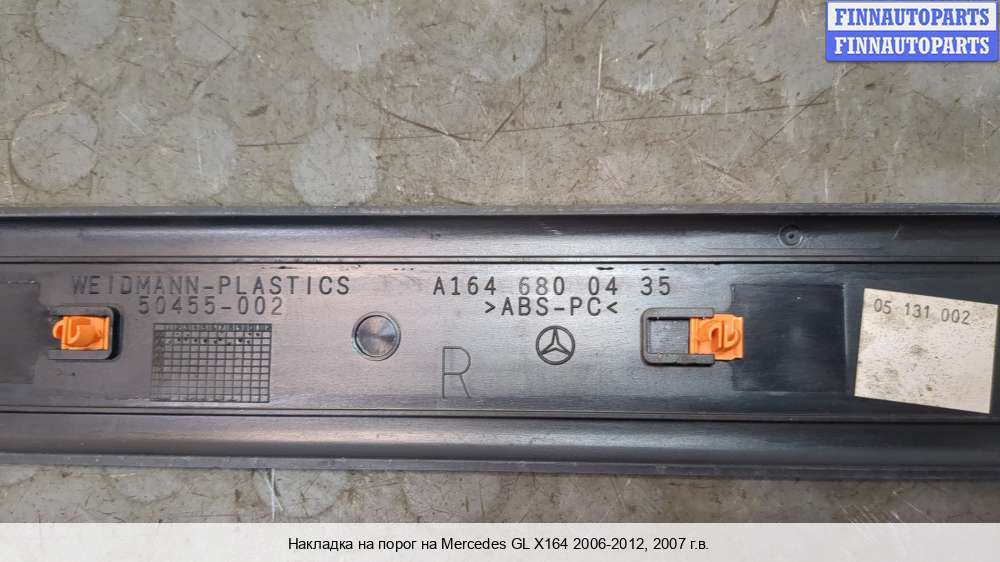 FINNAUTOPARTS
FINNAUTOPARTS
WEIDMANN-PLASTICS
50455-002
A164 680 04 35
>ABS-PC<
R
05 131 002
Накладка на порог на Mercedes GL X164 2006-2012, 2007 г.в.